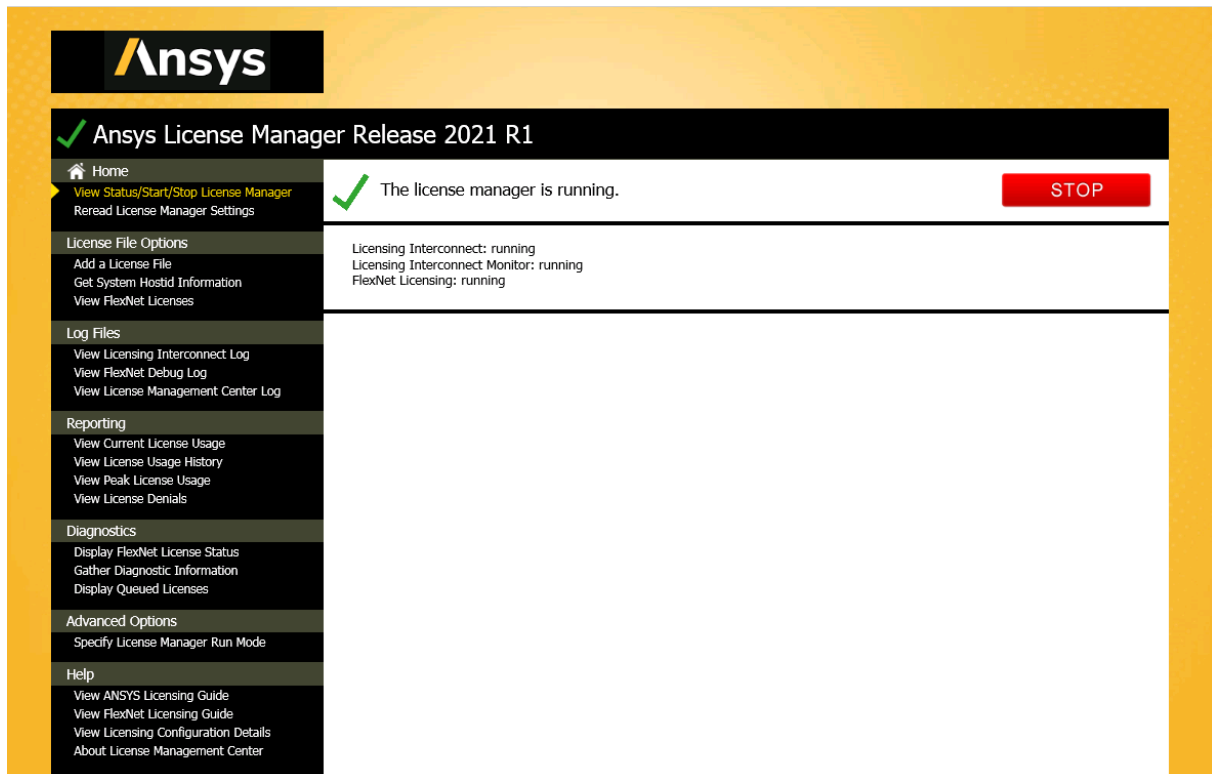 Ansys
Ansys License Manager Release 2021 R1
Home
View Status/Start/Stop License Manager
Reread License Manager Settings
License File Options
Add a License File
Get System Hostid Information
View FlexNet Licenses
Log Files
View Licensing Interconnect Log
View FlexNet Debug Log
View License Management Center Log
Reporting
View Current License Usage
View License Usage History
View Peak License Usage
View License Denials
Diagnostics
Display FlexNet License Status
Gather Diagnostic Information
Display Queued Licenses
Advanced Options
Specify License Manager Run Mode
Help
View ANSYS Licensing Guide
View FlexNet Licensing Guide
View Licensing Configuration Details
About License Management Center
The license manager is running.
STOP
Licensing Interconnect: running
Licensing Interconnect Monitor: running
FlexNet Licensing: running